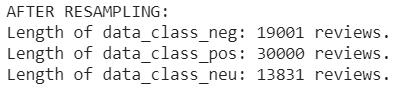 AFTER RESAMPLING:
Length of data_class_neg: 19001 reviews.
Length of data_class_pos: 30000 reviews.
Length of data_class_neu: 13831 reviews.